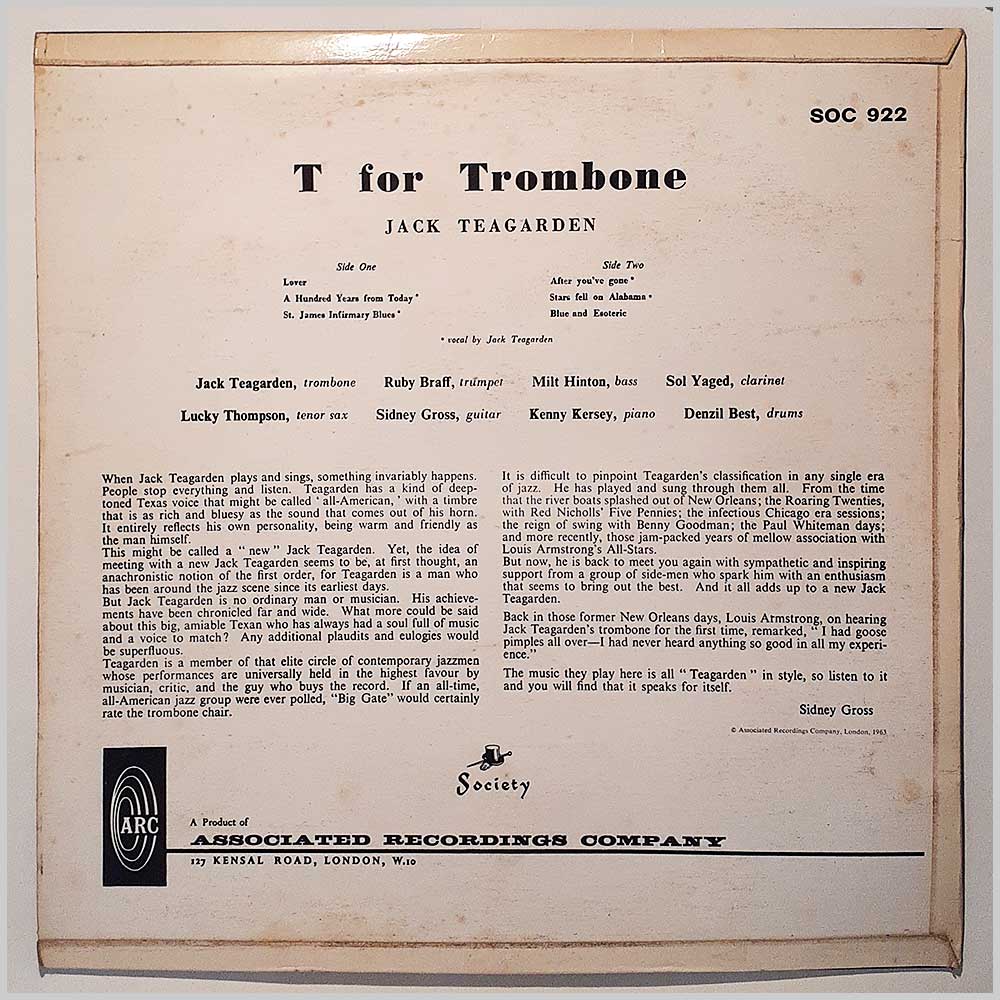 SOC 922
T for Trombone
JACK TEAGARDEN
Side One
Lover
A Hundred Years from Today*
St. James Infirmary Blues*
Side Two
After you've gone*
Stars fell on Alabama*
Blue and Esoteric
* vocal by Jack Teagarden
Jack Teagarden, trombone Ruby Braff, trumpet Milt Hinton, bass Sol Yaged, clarinet
Lucky Thompson, tenor sax Sidney Gross, guitar Kenny Kersey, piano Denzil Best, drums
When Jack Teagarden plays and sings, something invariably happens.
People stop everything and listen. Teagarden has a kind of deep-
toned Texas voice that might be called ‘all-American,’ with a timbre
that is as rich and bluesy as the sound that comes out of his horn.
It entirely reflects his own personality, being warm and friendly as
the man himself.
This might be called a “new” Jack Teagarden. Yet, the idea of
meeting with a new Jack Teagarden seems to be, at first thought, an
anachronistic notion of the first order, for Teagarden is a man who
has been around the jazz scene since its earliest days.
But Jack Teagarden is no ordinary man or musician. His achieve-
ments have been chronicled far and wide. What more could be said
about this big, amiable Texan who has always had a soul full of music
and a voice to match? Any additional plaudits and eulogies would
be superfluous.
Teagarden is a member of that elite circle of contemporary jazzmen
whose performances are universally held in the highest favour by
musician, critic, and the guy who buys the record. If an all-time,
all-American jazz group were ever polled, “Big Gate” would certainly
rate the trombone chair.
It is difficult to pinpoint Teagarden's classification in any single era
of jazz. He has played and sung through them all. From the time
that the river boats splashed out of New Orleans; the Roaring Twenties,
with Red Nicholls' Five Pennies; the infectious Chicago era sessions;
the reign of swing with Benny Goodman; the Paul Whiteman days;
and more recently, those jam-packed years of mellow association with
Louis Armstrong's All-Stars.
But now, he is back to meet you again with sympathetic and inspiring
support from a group of side-men who spark him with an enthusiasm
that seems to bring out the best. And it all adds up to a new Jack
Teagarden.
Back in those former New Orleans days, Louis Armstrong, on hearing
Jack Teagarden's trombone for the first time, remarked, “I had goose
pimples all over—I had never heard anything so good in all my experi-
ence.”
The music they play here is all “Teagarden” in style, so listen to it
and you will find that it speaks for itself.
Sidney Gross
© Associated Recordings Company, London, 1963
Society
ARC
A Product of
ASSOCIATED RECORDINGS COMPANY
127 KENSAL ROAD, LONDON, W.10